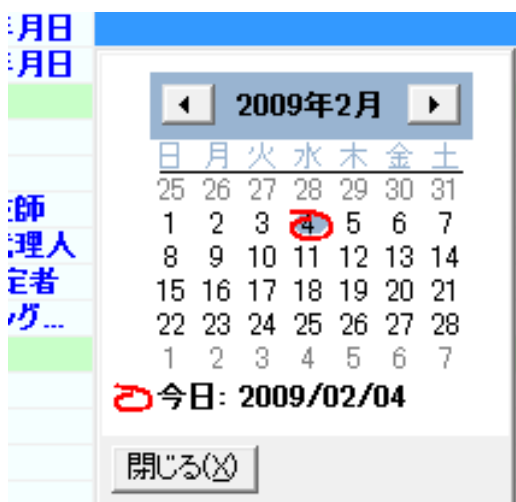 月日
月日
師
理人
定者
ング...
2009年2月
日 月 火 水 木 金 土
25 26 27 28 29 30 31
1 2 3 4 5 6 7
8 9 10 11 12 13 14
15 16 17 18 19 20 21
22 23 24 25 26 27 28
1 2 3 4 5 6 7
今日: 2009/02/04
閉じる(X)